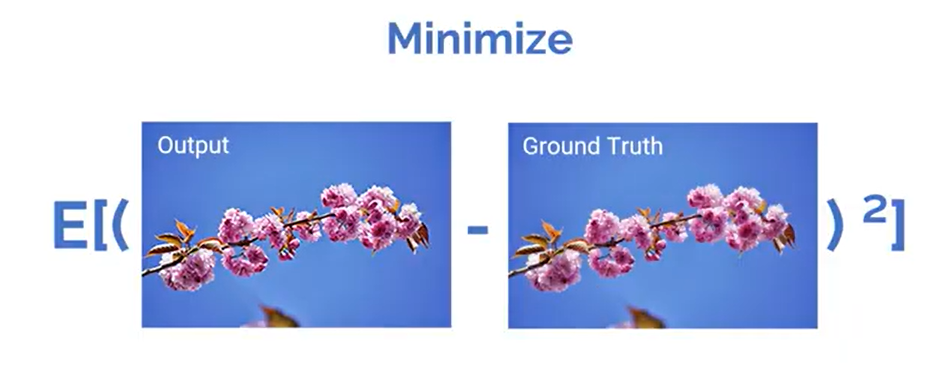 Minimize
Output
Ground Truth
E[( - )²]